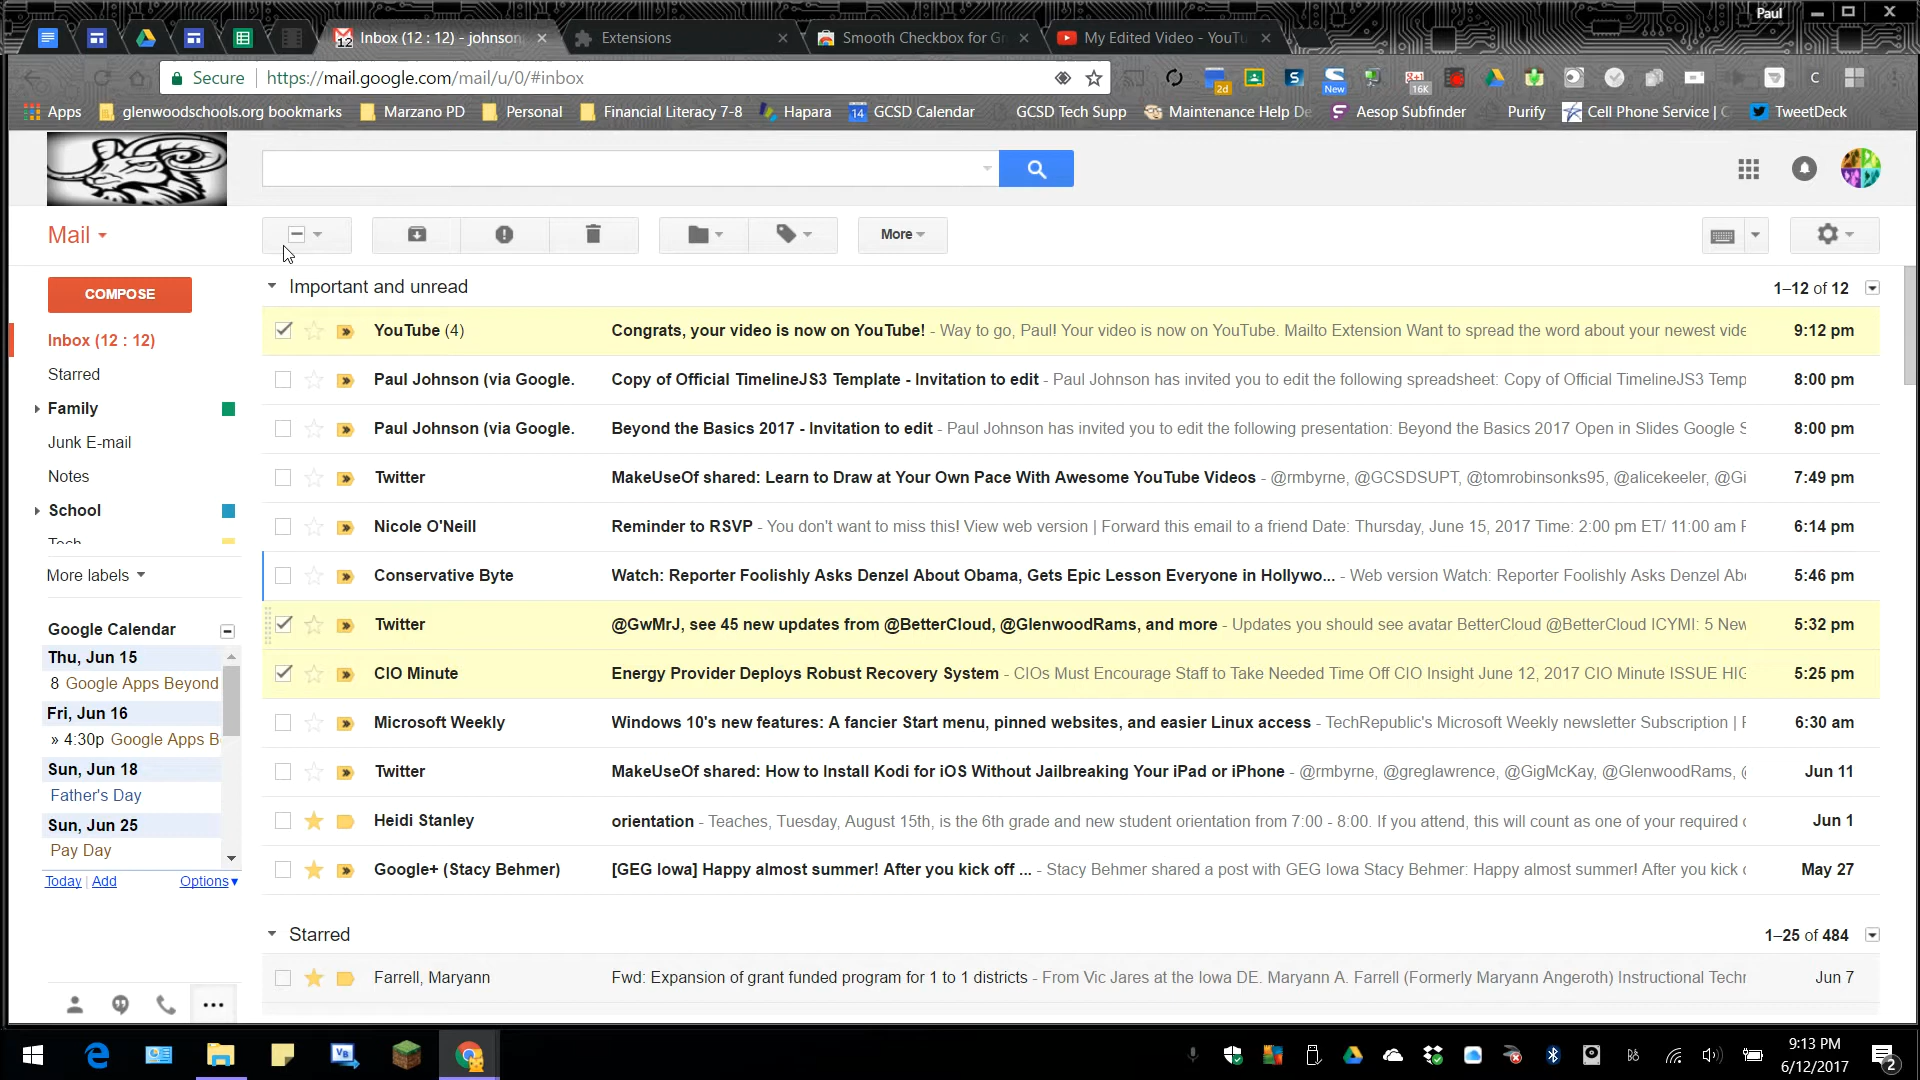 Paul
Inbox (12 : 12) - johnson
Extensions
Smooth Checkbox for Gm
My Edited Video - YouTu
12
Secure
https://mail.google.com/mail/u/0/#inbox
2d
New
16K
C
Apps
glenwoodschools.org bookmarks
Marzano PD
Personal
Financial Literacy 7-8
Hapara
14
GCSD Calendar
GCSD Tech Supp
Maintenance Help De
Aesop Subfinder
Purify
Cell Phone Service | C
TweetDeck
Mail
More
COMPOSE
Inbox (12 : 12)
Starred
Family
Junk E-mail
Notes
School
Tech
More labels
Google Calendar
Thu, Jun 15
8 Google Apps Beyond
Fri, Jun 16
» 4:30p Google Apps B
Sun, Jun 18
Father's Day
Sun, Jun 25
Pay Day
Today | Add Options▾
Important and unread 1–12 of 12
YouTube (4) Congrats, your video is now on YouTube! - Way to go, Paul! Your video is now on YouTube. Mailto Extension Want to spread the word about your newest vide 9:12 pm
Paul Johnson (via Google. Copy of Official TimelineJS3 Template - Invitation to edit - Paul Johnson has invited you to edit the following spreadsheet: Copy of Official TimelineJS3 Temp 8:00 pm
Paul Johnson (via Google. Beyond the Basics 2017 - Invitation to edit - Paul Johnson has invited you to edit the following presentation: Beyond the Basics 2017 Open in Slides Google S 8:00 pm
Twitter MakeUseOf shared: Learn to Draw at Your Own Pace With Awesome YouTube Videos - @rmbyrne, @GCSDSUPT, @tomrobinsonks95, @alicekeeler, @Gi 7:49 pm
Nicole O'Neill Reminder to RSVP - You don't want to miss this! View web version | Forward this email to a friend Date: Thursday, June 15, 2017 Time: 2:00 pm ET/ 11:00 am P 6:14 pm
Conservative Byte Watch: Reporter Foolishly Asks Denzel About Obama, Gets Epic Lesson Everyone in Hollywo... - Web version Watch: Reporter Foolishly Asks Denzel Abo 5:46 pm
Twitter @GwMrJ, see 45 new updates from @BetterCloud, @GlenwoodRams, and more - Updates you should see avatar BetterCloud @BetterCloud ICYMI: 5 New 5:32 pm
CIO Minute Energy Provider Deploys Robust Recovery System - CIOs Must Encourage Staff to Take Needed Time Off CIO Insight June 12, 2017 CIO Minute ISSUE HIG 5:25 pm
Microsoft Weekly Windows 10's new features: A fancier Start menu, pinned websites, and easier Linux access - TechRepublic's Microsoft Weekly newsletter Subscription | F 6:30 am
Twitter MakeUseOf shared: How to Install Kodi for iOS Without Jailbreaking Your iPad or iPhone - @rmbyrne, @greglawrence, @GigMcKay, @GlenwoodRams, @ Jun 11
Heidi Stanley orientation - Teaches, Tuesday, August 15th, is the 6th grade and new student orientation from 7:00 - 8:00. If you attend, this will count as one of your required c Jun 1
Google+ (Stacy Behmer) [GEG Iowa] Happy almost summer! After you kick off ... - Stacy Behmer shared a post with GEG Iowa Stacy Behmer: Happy almost summer! After you kick o May 27
Starred 1–25 of 484
Farrell, Maryann Fwd: Expansion of grant funded program for 1 to 1 districts - From Vic Jares at the Iowa DE. Maryann A. Farrell (Formerly Maryann Angeroth) Instructional Techn Jun 7
9:13 PM
6/12/2017
2